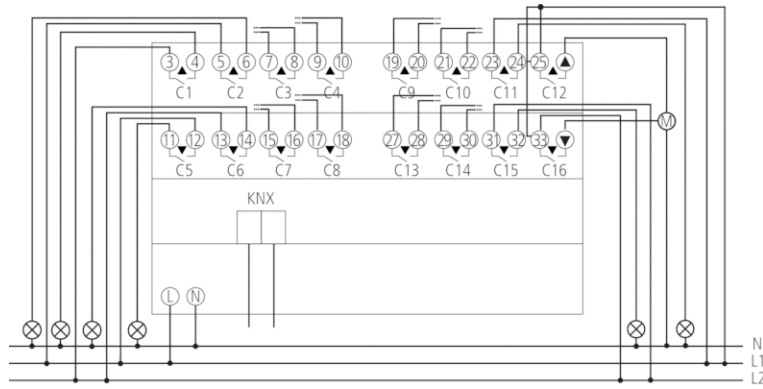 3 4 5 6 7 8 9 10 19 20 21 22 23 24 25
C1 C2 C3 C4 C9 C10 C11 C12
M
11 12 13 14 15 16 17 18 27 28 29 30 31 32 33
C5 C6 C7 C8 C13 C14 C15 C16
KNX
L N
N
L1
L2